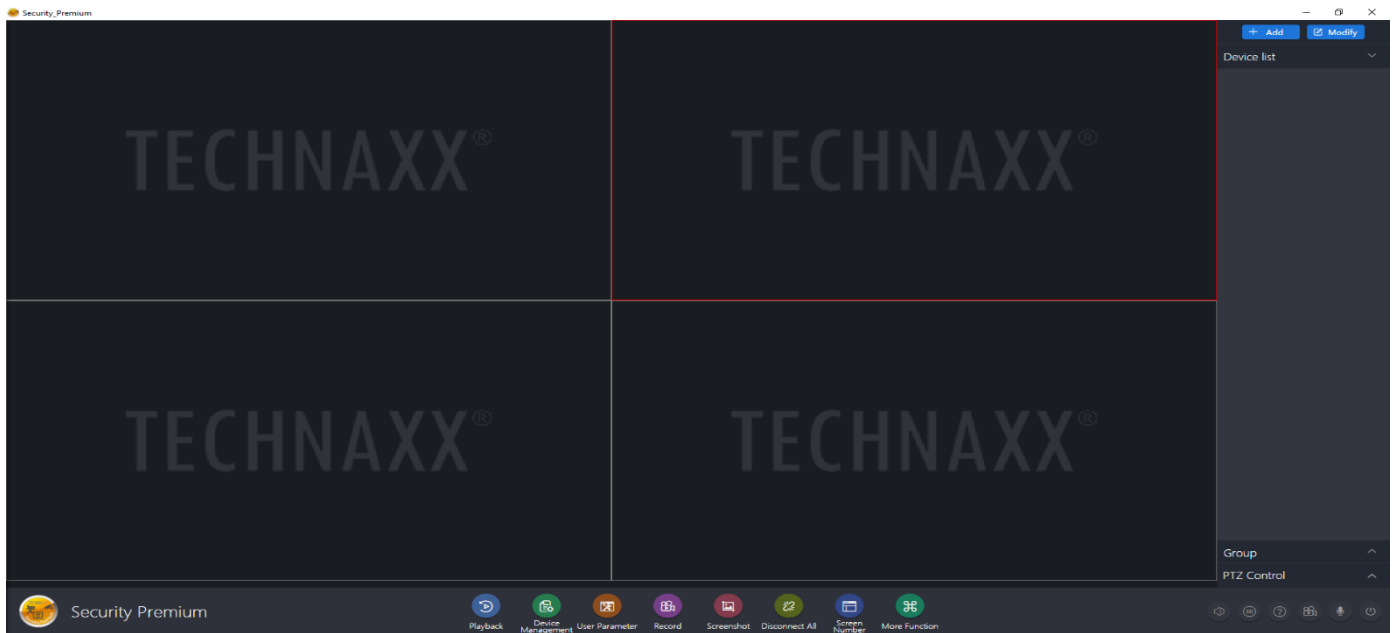 Security_Premium
+ Add
Modify
Device list
TECHNAXX®
TECHNAXX®
TECHNAXX®
TECHNAXX®
Group
PTZ Control
Security Premium
Playback
Device
Management
User Parameter
Record
Screenshot
Disconnect All
Screen
Number
More Function